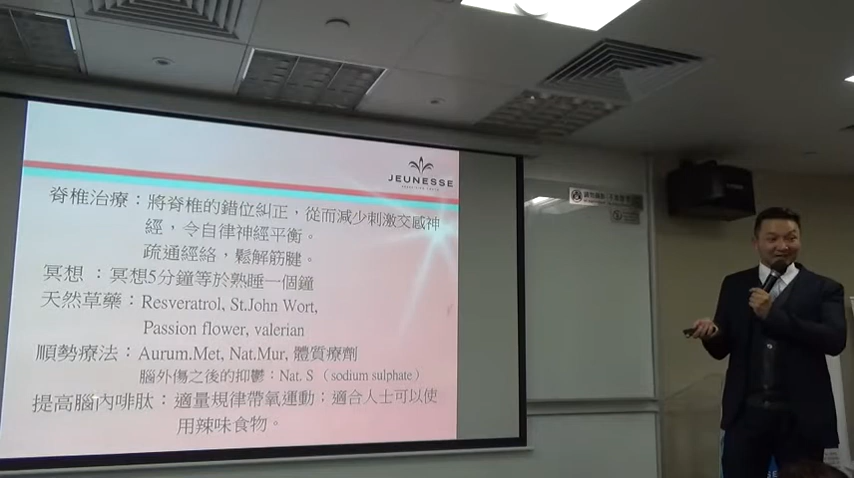 JEUNESSE
脊椎治療：將脊椎的錯位糾正，從而減少刺激交感神
經，令自律神經平衡。
疏通經絡，鬆解筋腱。
冥想 ：冥想5分鐘等於熟睡一個鐘
天然草藥：Resveratrol, St.John Wort,
Passion flower, valerian
順勢療法：Aurum.Met, Nat.Mur, 體質療劑
腦外傷之後的抑鬱：Nat. S （sodium sulphate）
提高腦內啡肽：適量規律帶氧運動；適合人士可以使
用辣味食物。